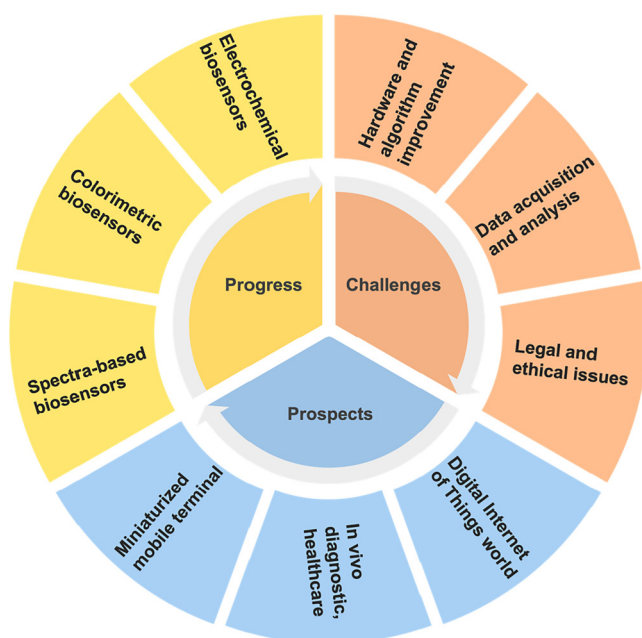 Electrochemical
biosensors
Colorimetric
biosensors
Spectra-based
biosensors
Progress
Hardware and
algorithm
improvement
Data acquisition
and analysis
Legal and
ethical issues
Challenges
Prospects
Miniaturized
mobile terminal
In vivo
diagnostic,
healthcare
Digital Internet
of Things world